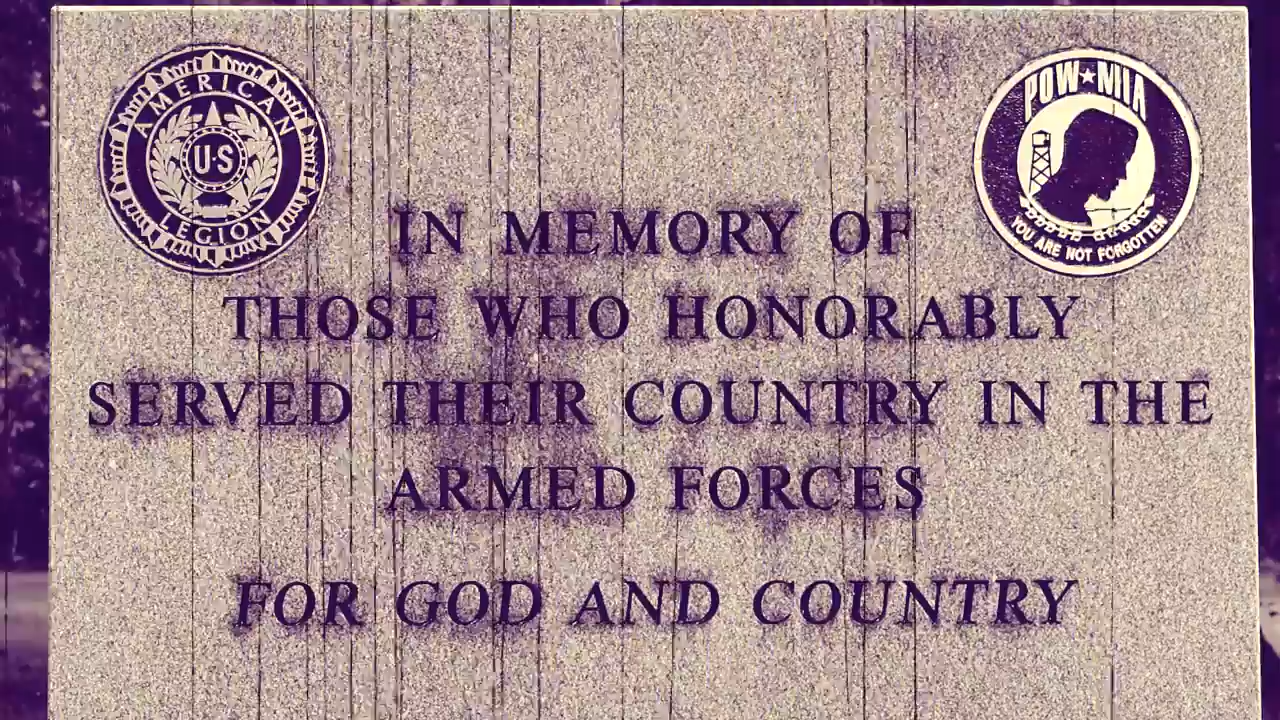 AMERICAN
LEGION
U·S
POW★MIA
YOU ARE NOT FORGOTTEN
IN MEMORY OF
THOSE WHO HONORABLY
SERVED THEIR COUNTRY IN THE
ARMED FORCES
FOR GOD AND COUNTRY